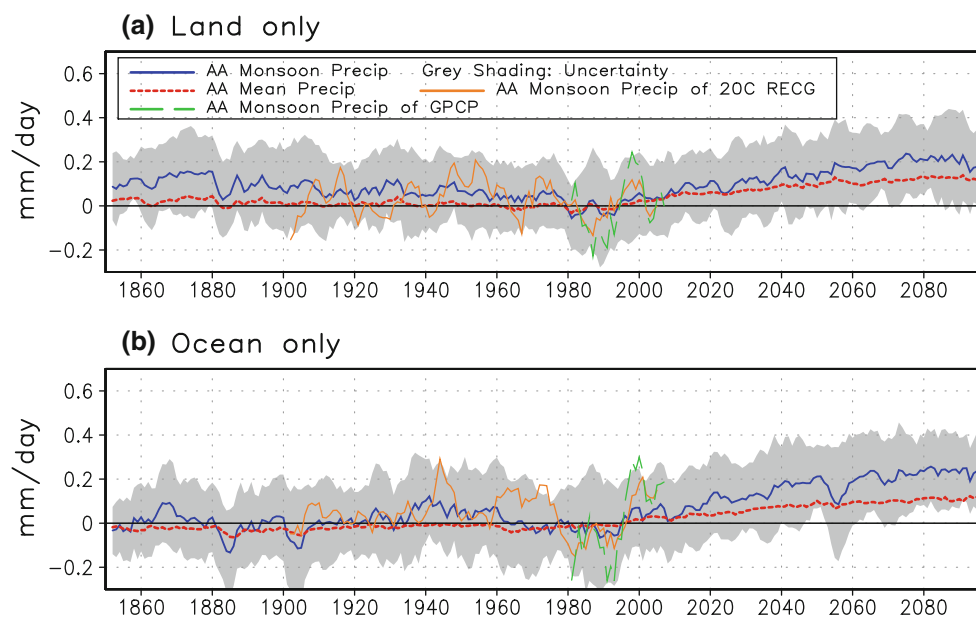 (a) Land only
mm/day
0.6
0.4
0.2
0
−0.2
AA Monsoon Precip Grey Shading: Uncertainty
AA Mean Precip AA Monsoon Precip of 20C RECG
AA Monsoon Precip of GPCP
1860 1880 1900 1920 1940 1960 1980 2000 2020 2040 2060 2080
(b) Ocean only
mm/day
0.6
0.4
0.2
0
−0.2
1860 1880 1900 1920 1940 1960 1980 2000 2020 2040 2060 2080